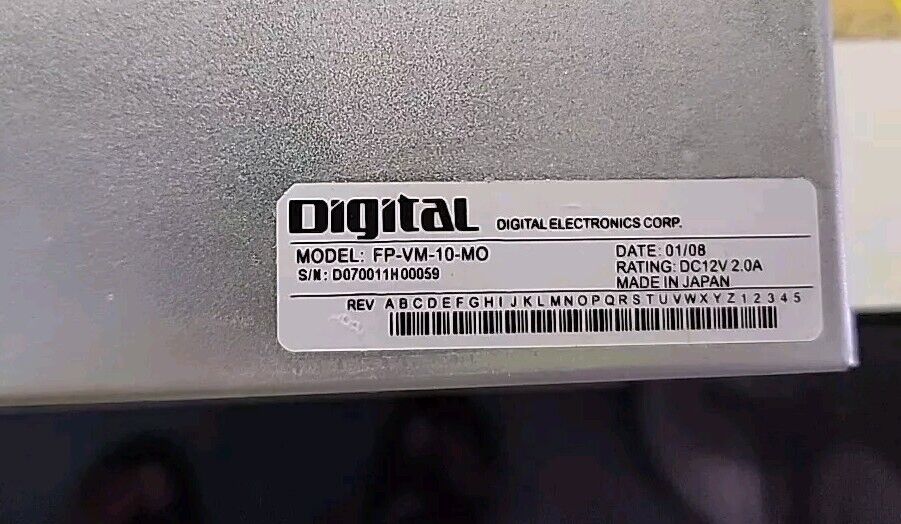 Digital DIGITAL ELECTRONICS CORP.
MODEL: FP-VM-10-MO
S/N: D070011H00059
DATE: 01/08
RATING: DC12V 2.0A
MADE IN JAPAN
REV A B C D E F G H I J K L M N O P Q R S T U V W X Y Z 1 2 3 4 5